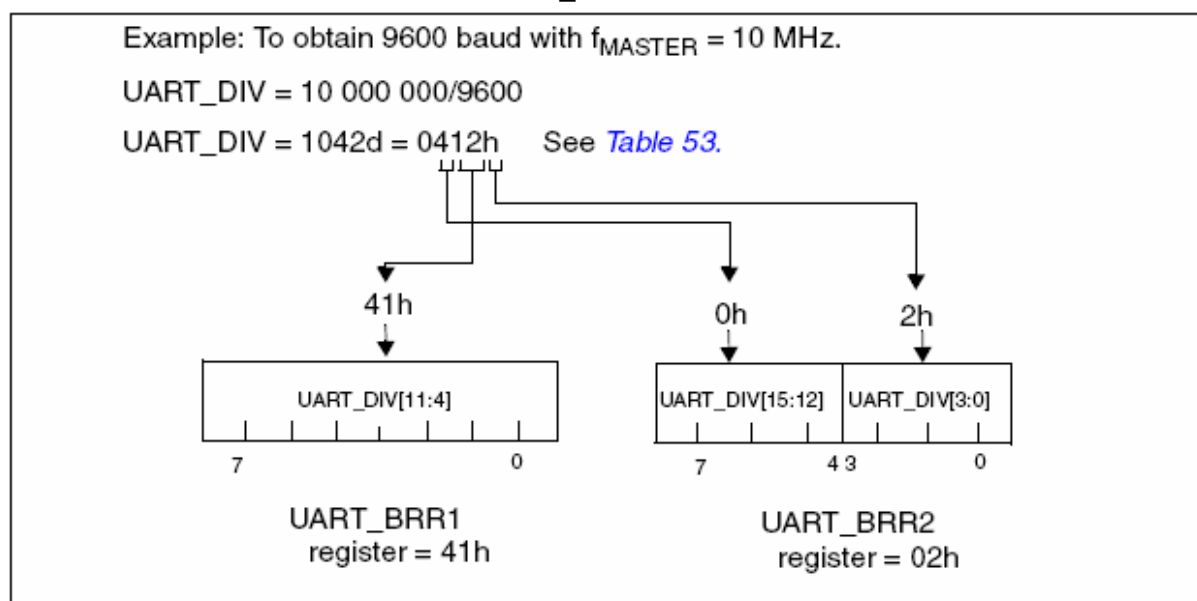 Example: To obtain 9600 baud with fMASTER = 10 MHz.
UART_DIV = 10 000 000/9600
UART_DIV = 1042d = 0412h See Table 53.
41h 0h 2h
UART_DIV[11:4] UART_DIV[15:12] UART_DIV[3:0]
7 0 7 4 3 0
UART_BRR1 UART_BRR2
register = 41h register = 02h